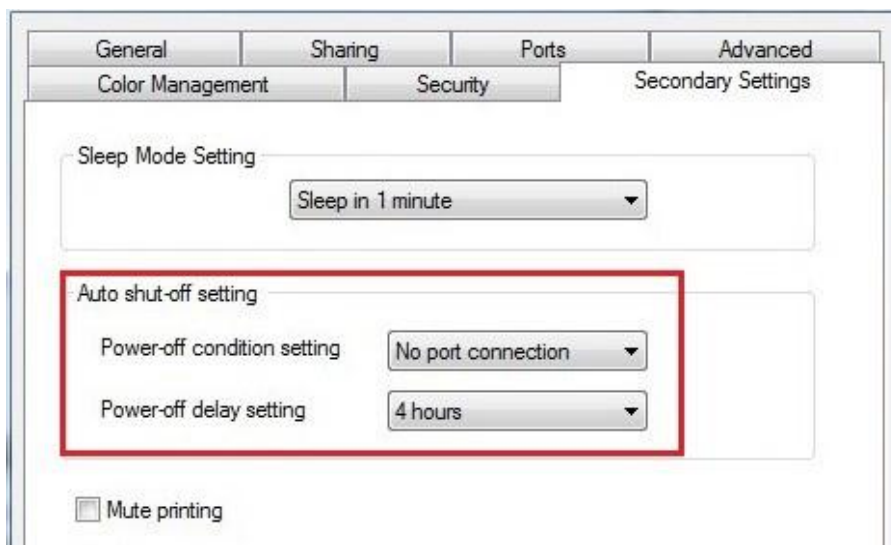 General Sharing Ports Advanced
Color Management Security Secondary Settings
Sleep Mode Setting
Sleep in 1 minute
Auto shut-off setting
Power-off condition setting No port connection
Power-off delay setting 4 hours
Mute printing